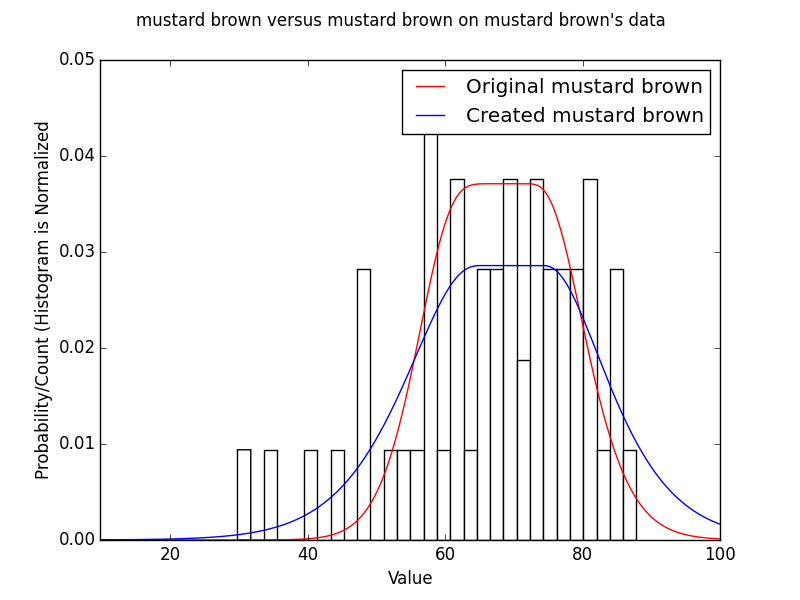 mustard brown versus mustard brown on mustard brown's data
0.05
Original mustard brown
Created mustard brown
0.04
0.03
0.02
0.01
0.00
Probability/Count (Histogram is Normalized
20 40 60 80 100
Value